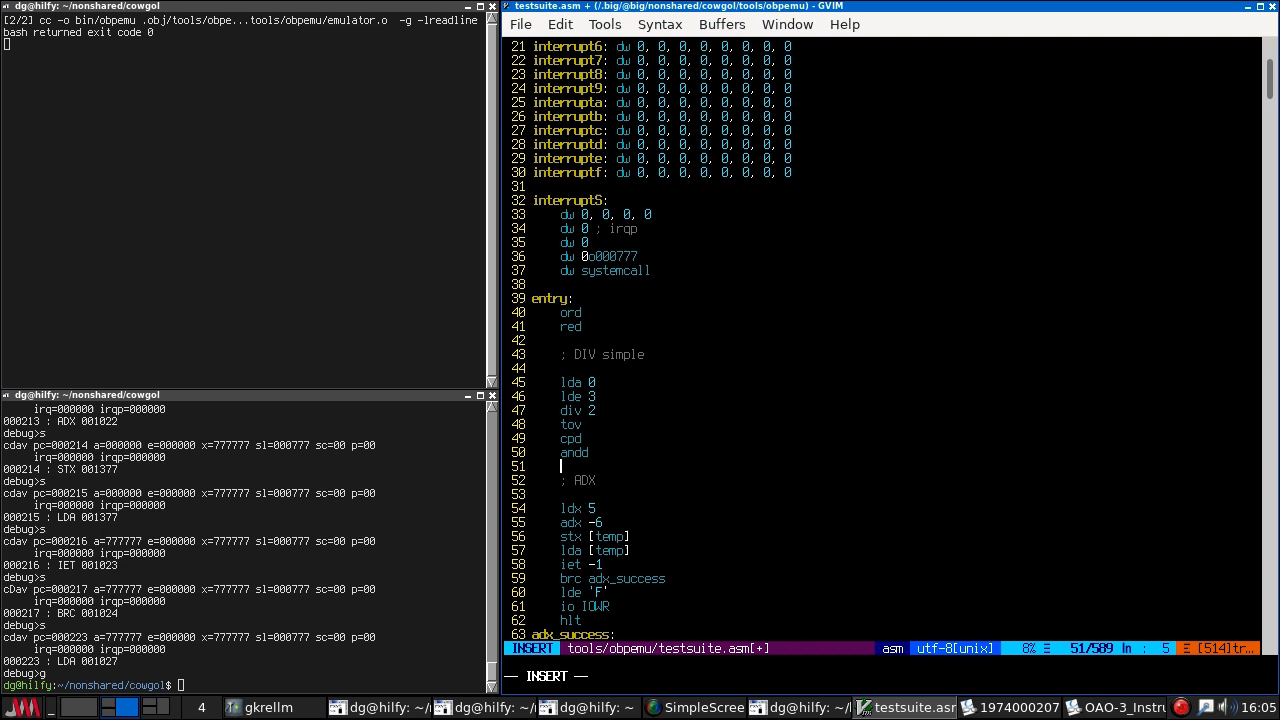 dg@hilfy: ~/nonshared/cowgol
[2/2] cc -o bin/obpemu .obj/tools/obpe...tools/obpemu/emulator.o  -g -lreadline
bash returned exit code 0
dg@hilfy: ~/nonshared/cowgol
irq=000000 irqp=000000
000213 : ADX 001022
debug>s
cdav pc=000214 a=000000 e=000000 x=777777 sl=000777 sc=00 p=00
irq=000000 irqp=000000
000214 : STX 001377
debug>s
cdav pc=000215 a=000000 e=000000 x=777777 sl=000777 sc=00 p=00
irq=000000 irqp=000000
000215 : LDA 001377
debug>s
cdav pc=000216 a=777777 e=000000 x=777777 sl=000777 sc=00 p=00
irq=000000 irqp=000000
000216 : IET 001023
debug>s
cDav pc=000217 a=777777 e=000000 x=777777 sl=000777 sc=00 p=00
irq=000000 irqp=000000
000217 : BRC 001024
debug>s
cdav pc=000223 a=777777 e=000000 x=777777 sl=000777 sc=00 p=00
irq=000000 irqp=000000
000223 : LDA 001027
debug>g
dg@hilfy:~/nonshared/cowgol$
testsuite.asm + (/.big/@big/nonshared/cowgol/tools/obpemu) - GVIM
File Edit Tools Syntax Buffers Window Help
21 interrupt6: dw 0, 0, 0, 0, 0, 0, 0, 0
22 interrupt7: dw 0, 0, 0, 0, 0, 0, 0, 0
23 interrupt8: dw 0, 0, 0, 0, 0, 0, 0, 0
24 interrupt9: dw 0, 0, 0, 0, 0, 0, 0, 0
25 interrupta: dw 0, 0, 0, 0, 0, 0, 0, 0
26 interruptb: dw 0, 0, 0, 0, 0, 0, 0, 0
27 interruptc: dw 0, 0, 0, 0, 0, 0, 0, 0
28 interruptd: dw 0, 0, 0, 0, 0, 0, 0, 0
29 interrupte: dw 0, 0, 0, 0, 0, 0, 0, 0
30 interruptf: dw 0, 0, 0, 0, 0, 0, 0, 0
31
32 interruptS:
33 dw 0, 0, 0, 0
34 dw 0 ; irqp
35 dw 0
36 dw 0o000777
37 dw systemcall
38
39 entry:
40 ord
41 red
42
43 ; DIV simple
44
45 lda 0
46 lde 3
47 div 2
48 tov
49 cpd
50 andd
51
52 ; ADX
53
54 ldx 5
55 adx -6
56 stx [temp]
57 lda [temp]
58 iet -1
59 brc adx_success
60 lde 'F'
61 io IOWR
62 hlt
63 adx_success:
INSERT tools/obpemu/testsuite.asm[+] asm utf-8[unix] 8% Ξ 51/589 ln : 5 Ξ [514]tr…
-- INSERT --
4 gkrellm dg@hilfy: ~/ dg@hilfy: ~/ dg@hilfy: ~ SimpleScree dg@hilfy: ~/ testsuite.asr 1974000207 OAO-3_Instru 16:05